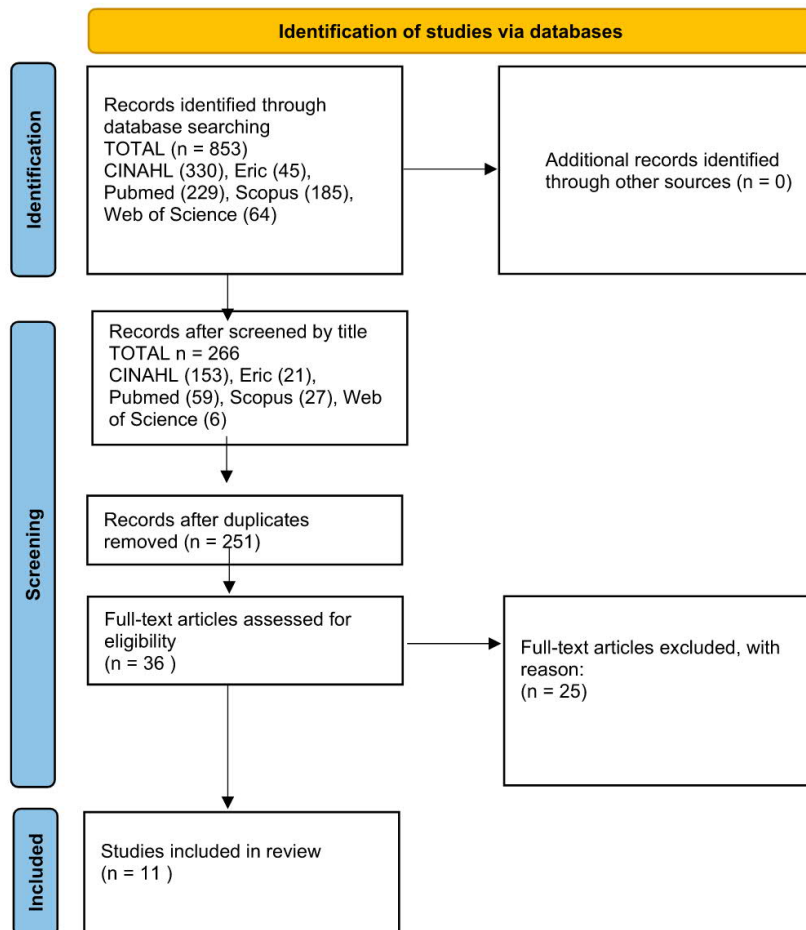 Identification of studies via databases
Identification
Records identified through
database searching
TOTAL (n = 853)
CINAHL (330), Eric (45),
Pubmed (229), Scopus (185),
Web of Science (64)
Additional records identified
through other sources (n = 0)
Screening
Records after screened by title
TOTAL n = 266
CINAHL (153), Eric (21),
Pubmed (59), Scopus (27), Web
of Science (6)
Records after duplicates
removed (n = 251)
Full-text articles assessed for
eligibility
(n = 36 )
Full-text articles excluded, with
reason:
(n = 25)
Included
Studies included in review
(n = 11 )